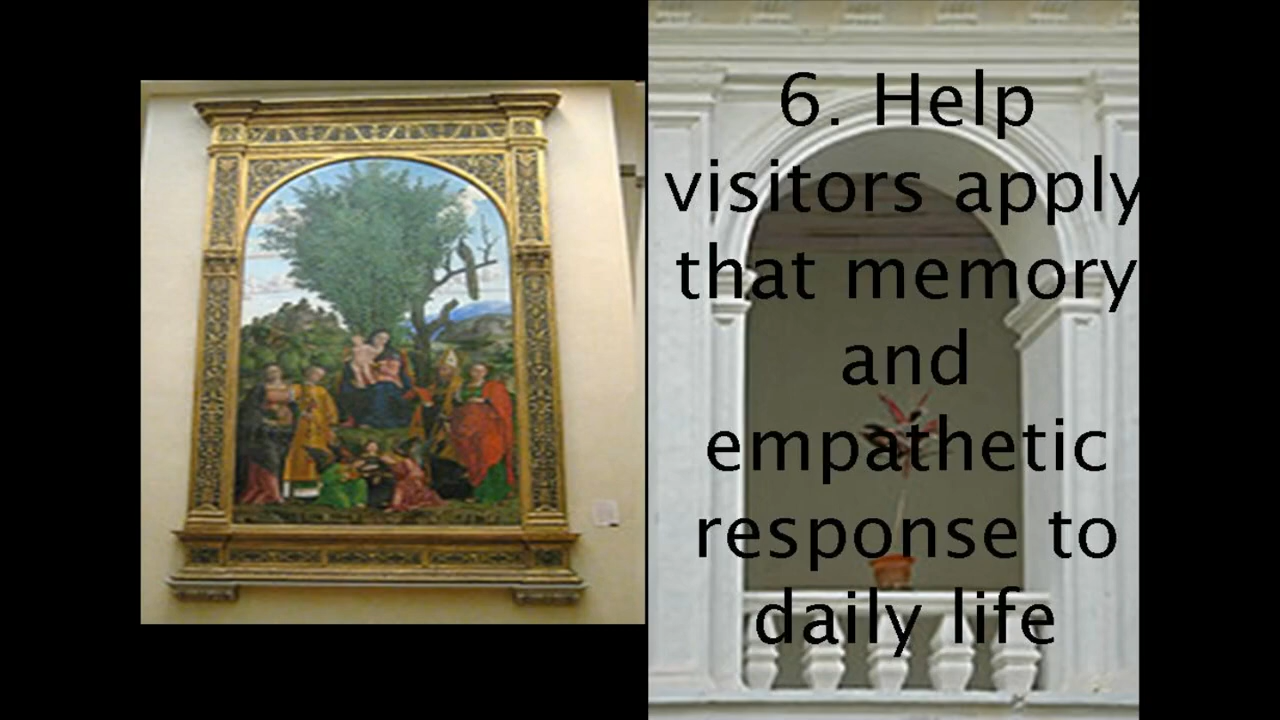 6. Help
visitors apply
that memory
and
empathetic
response to
daily life